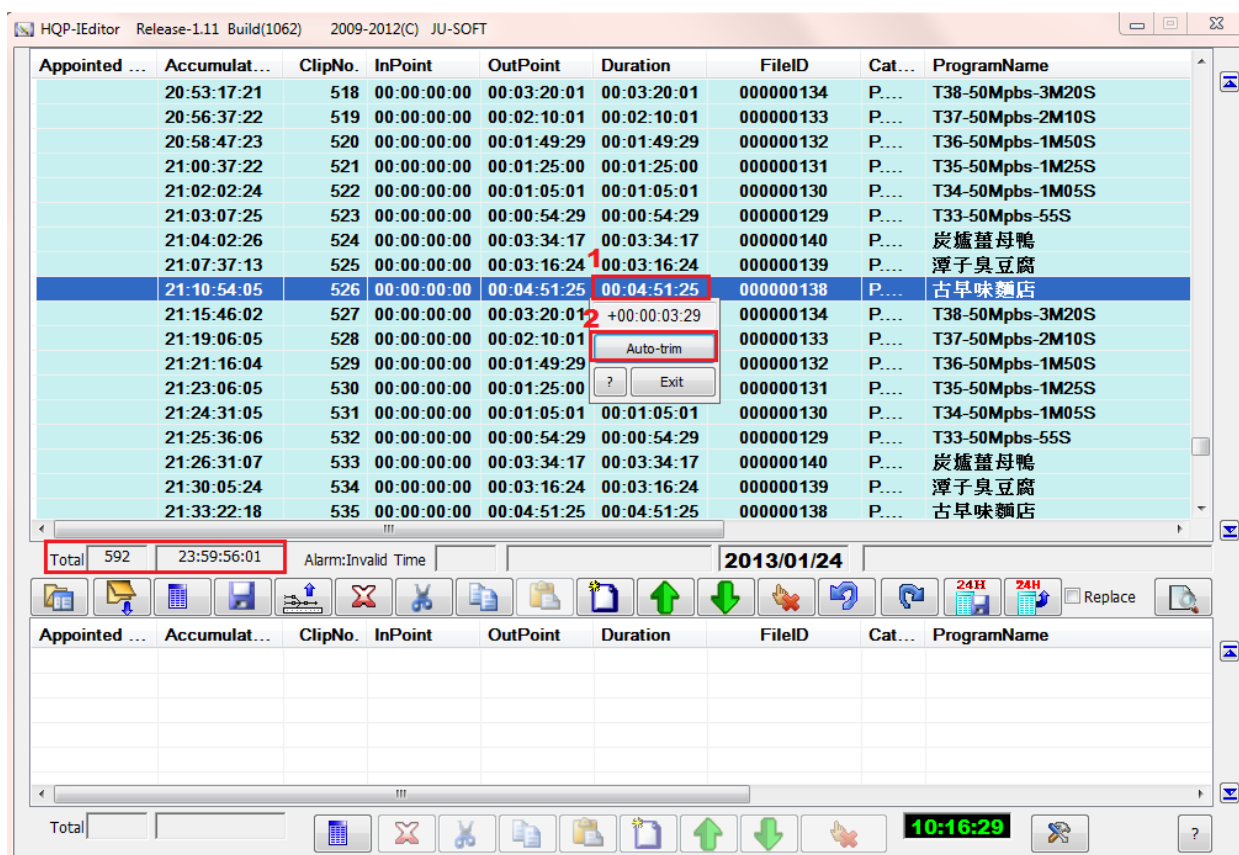 HQP-IEditor Release-1.11 Build(1062) 2009-2012(C) JU-SOFT
Appointed ... Accumulat... ClipNo. InPoint OutPoint Duration FileID Cat... ProgramName
20:53:17:21 518 00:00:00:00 00:03:20:01 00:03:20:01 000000134 P.... T38-50Mpbs-3M20S
20:56:37:22 519 00:00:00:00 00:02:10:01 00:02:10:01 000000133 P.... T37-50Mpbs-2M10S
20:58:47:23 520 00:00:00:00 00:01:49:29 00:01:49:29 000000132 P.... T36-50Mpbs-1M50S
21:00:37:22 521 00:00:00:00 00:01:25:00 00:01:25:00 000000131 P.... T35-50Mpbs-1M25S
21:02:02:24 522 00:00:00:00 00:01:05:01 00:01:05:01 000000130 P.... T34-50Mpbs-1M05S
21:03:07:25 523 00:00:00:00 00:00:54:29 00:00:54:29 000000129 P.... T33-50Mpbs-55S
21:04:02:26 524 00:00:00:00 00:03:34:17 00:03:34:17 000000140 P.... 炭爐薑母鴨
21:07:37:13 525 00:00:00:00 00:03:16:24 1 00:03:16:24 000000139 P.... 潭子臭豆腐
21:10:54:05 526 00:00:00:00 00:04:51:25 00:04:51:25 000000138 P.... 古早味麵店
21:15:46:02 527 00:00:00:00 00:03:20:01 2 +00:00:03:29 000000134 P.... T38-50Mpbs-3M20S
21:19:06:05 528 00:00:00:00 00:02:10:01 Auto-trim 000000133 P.... T37-50Mpbs-2M10S
21:21:16:04 529 00:00:00:00 00:01:49:29 000000132 P.... T36-50Mpbs-1M50S
21:23:06:05 530 00:00:00:00 00:01:25:00 ? Exit 000000131 P.... T35-50Mpbs-1M25S
21:24:31:05 531 00:00:00:00 00:01:05:01 00:01:05:01 000000130 P.... T34-50Mpbs-1M05S
21:25:36:06 532 00:00:00:00 00:00:54:29 00:00:54:29 000000129 P.... T33-50Mpbs-55S
21:26:31:07 533 00:00:00:00 00:03:34:17 00:03:34:17 000000140 P.... 炭爐薑母鴨
21:30:05:24 534 00:00:00:00 00:03:16:24 00:03:16:24 000000139 P.... 潭子臭豆腐
21:33:22:18 535 00:00:00:00 00:04:51:25 00:04:51:25 000000138 P.... 古早味麵店
Total 592 23:59:56:01 Alarm:Invalid Time 2013/01/24
24H 24H Replace
Appointed ... Accumulat... ClipNo. InPoint OutPoint Duration FileID Cat... ProgramName
Total 10:16:29 ?